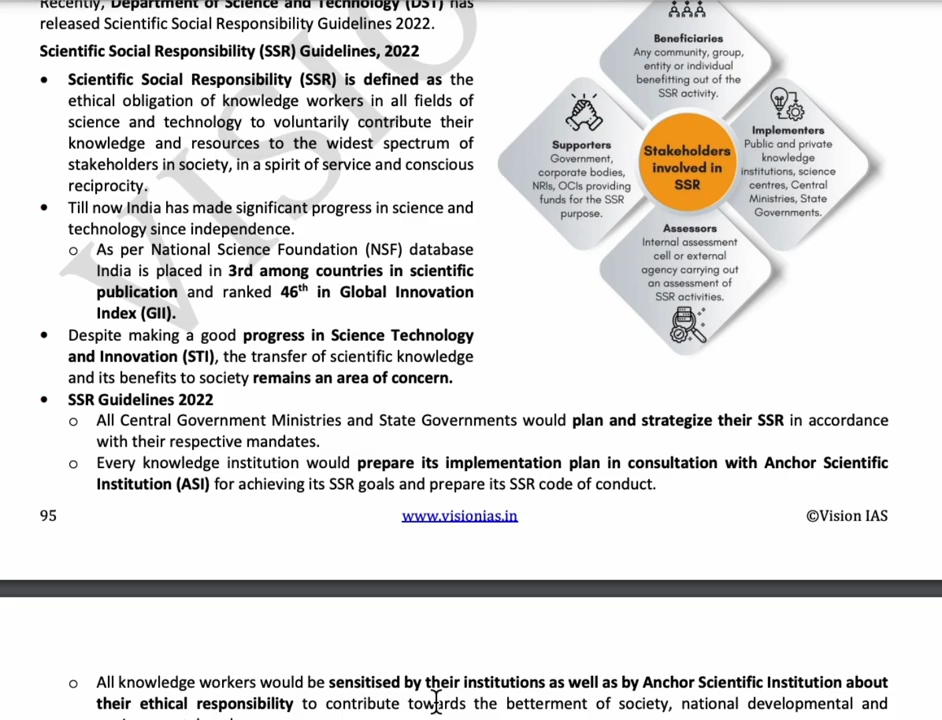 Recently, Department of Science and Technology (DST) has
released Scientific Social Responsibility Guidelines 2022.
Scientific Social Responsibility (SSR) Guidelines, 2022
• Scientific Social Responsibility (SSR) is defined as the
ethical obligation of knowledge workers in all fields of
science and technology to voluntarily contribute their
knowledge and resources to the widest spectrum of
stakeholders in society, in a spirit of service and conscious
reciprocity.
• Till now India has made significant progress in science and
technology since independence.
o As per National Science Foundation (NSF) database
India is placed in 3rd among countries in scientific
publication and ranked 46th in Global Innovation
Index (GII).
• Despite making a good progress in Science Technology
and Innovation (STI), the transfer of scientific knowledge
and its benefits to society remains an area of concern.
Beneficiaries
Any community, group,
entity or individual
benefitting out of the
SSR activity.
Supporters
Government,
corporate bodies,
NRIs, OCIs providing
funds for the SSR
purpose.
Stakeholders
involved in
SSR
Implementers
Public and private
knowledge
institutions, science
centres, Central
Ministries, State
Governments.
Assessors
Internal assessment
cell or external
agency carrying out
an assessment of
SSR activities.
• SSR Guidelines 2022
o All Central Government Ministries and State Governments would plan and strategize their SSR in accordance
with their respective mandates.
o Every knowledge institution would prepare its implementation plan in consultation with Anchor Scientific
Institution (ASI) for achieving its SSR goals and prepare its SSR code of conduct.
95 www.visionias.in ©Vision IAS
o All knowledge workers would be sensitised by their institutions as well as by Anchor Scientific Institution about
their ethical responsibility to contribute towards the betterment of society, national developmental and